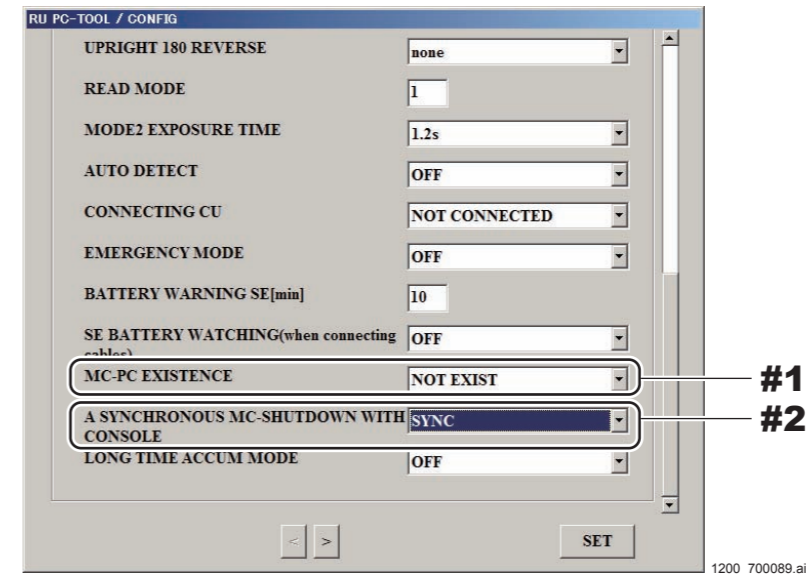 RU PC-TOOL / CONFIG
UPRIGHT 180 REVERSE none
READ MODE 1
MODE2 EXPOSURE TIME 1.2s
AUTO DETECT OFF
CONNECTING CU NOT CONNECTED
EMERGENCY MODE OFF
BATTERY WARNING SE[min] 10
SE BATTERY WATCHING(when connecting OFF
cables)
MC-PC EXISTENCE NOT EXIST #1
A SYNCHRONOUS MC-SHUTDOWN WITH SYNC #2
CONSOLE
LONG TIME ACCUM MODE OFF
< > SET
1200_700089.ai